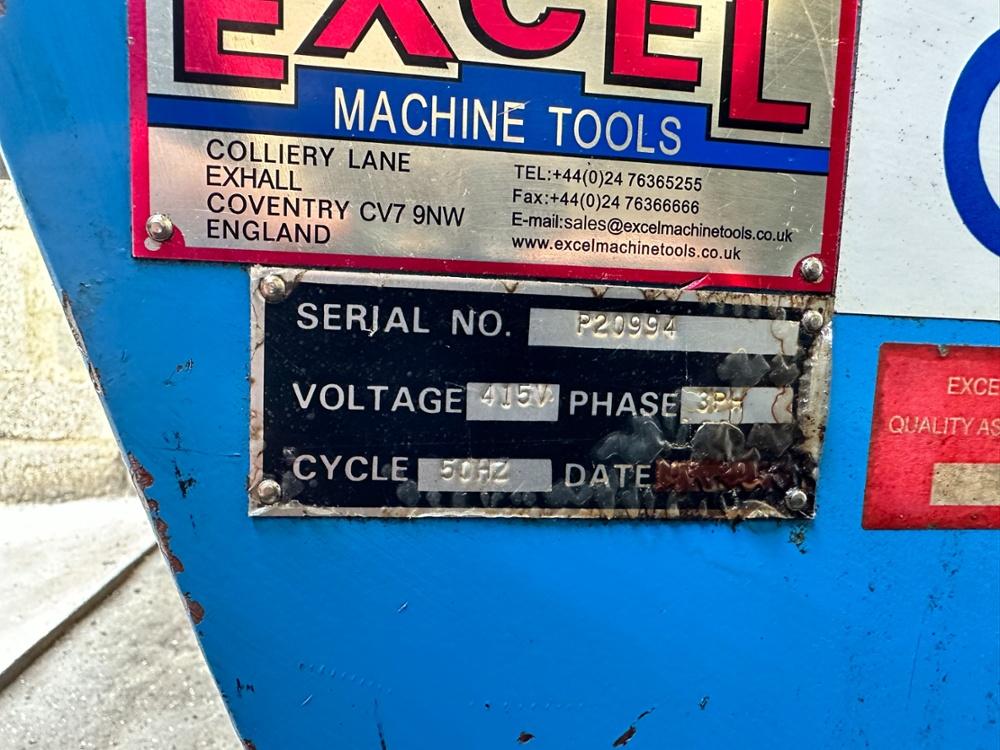 EXCEL
MACHINE TOOLS
COLLIERY LANE
EXHALL
COVENTRY CV7 9NW
ENGLAND
TEL:+44(0)24 76365255
Fax:+44(0)24 76366666
E-mail:sales@excelmachinetools.co.uk
www.excelmachinetools.co.uk
SERIAL NO. P20994
VOLTAGE 415V PHASE 3PH
CYCLE 50HZ DATE
EXCE
QUALITY AS